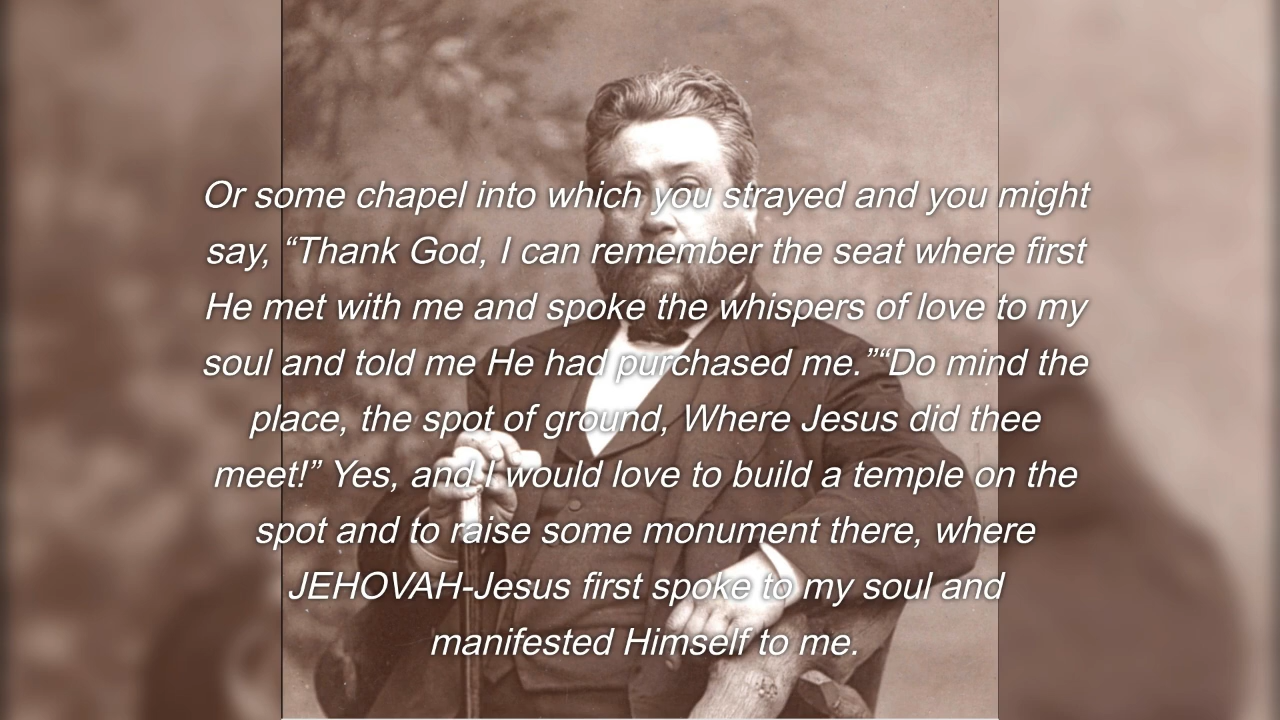 Or some chapel into which you strayed and you might
say, “Thank God, I can remember the seat where first
He met with me and spoke the whispers of love to my
soul and told me He had purchased me.”“Do mind the
place, the spot of ground, Where Jesus did thee
meet!” Yes, and I would love to build a temple on the
spot and to raise some monument there, where
JEHOVAH-Jesus first spoke to my soul and
manifested Himself to me.